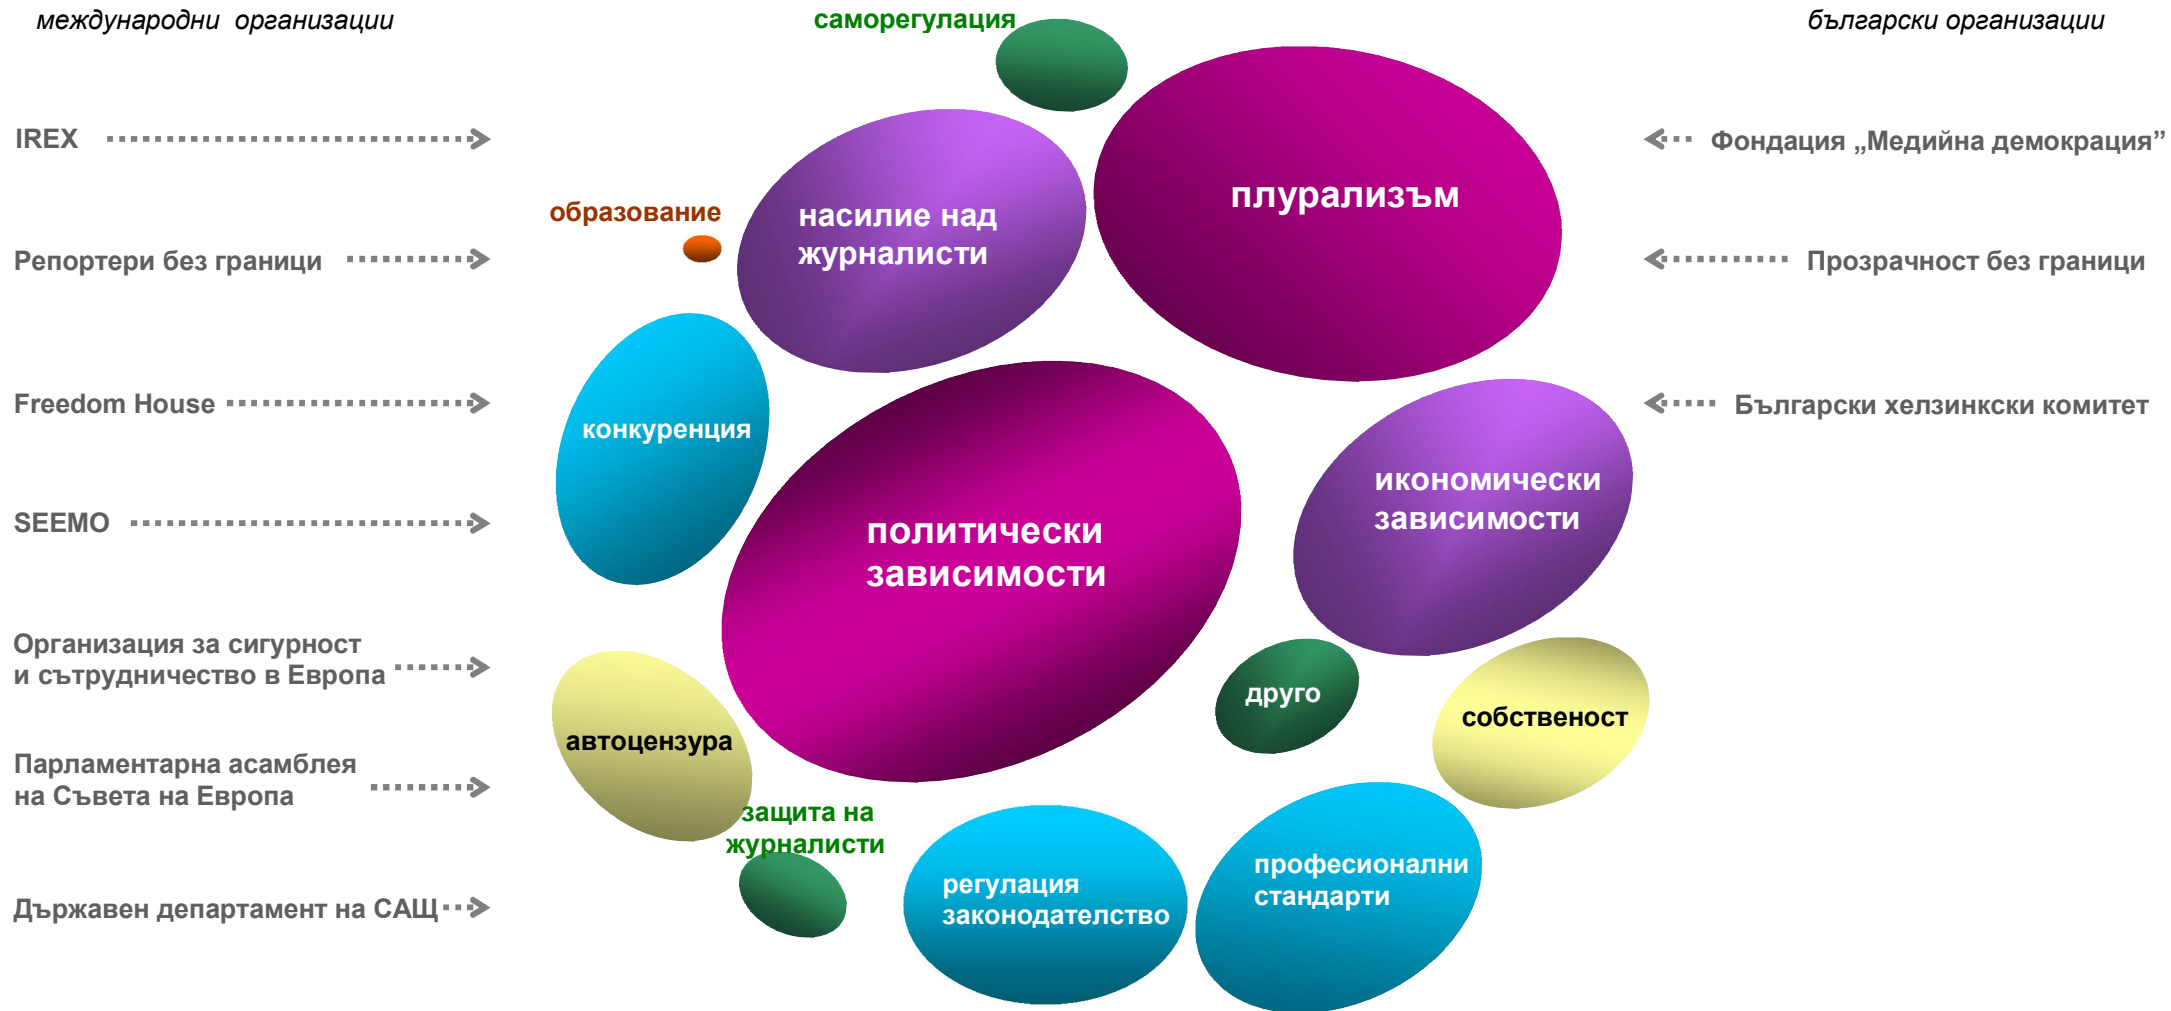 международни организации
IREX
Репортери без граници
Freedom House
SEEMO
Организация за сигурност
и сътрудничество в Европа
Парламентарна асамблея
на Съвета на Европа
Държавен департамент на САЩ
саморегулация
плурализъм
образование
насилие над
журналисти
конкуренция
икономически
зависимости
политически
зависимости
друго
собственост
автоцензура
защита на
журналисти
регулация
законодателство
професионални
стандарти
български организации
Фондация „Медийна демокрация”
Прозрачност без граници
Български хелзинкски комитет